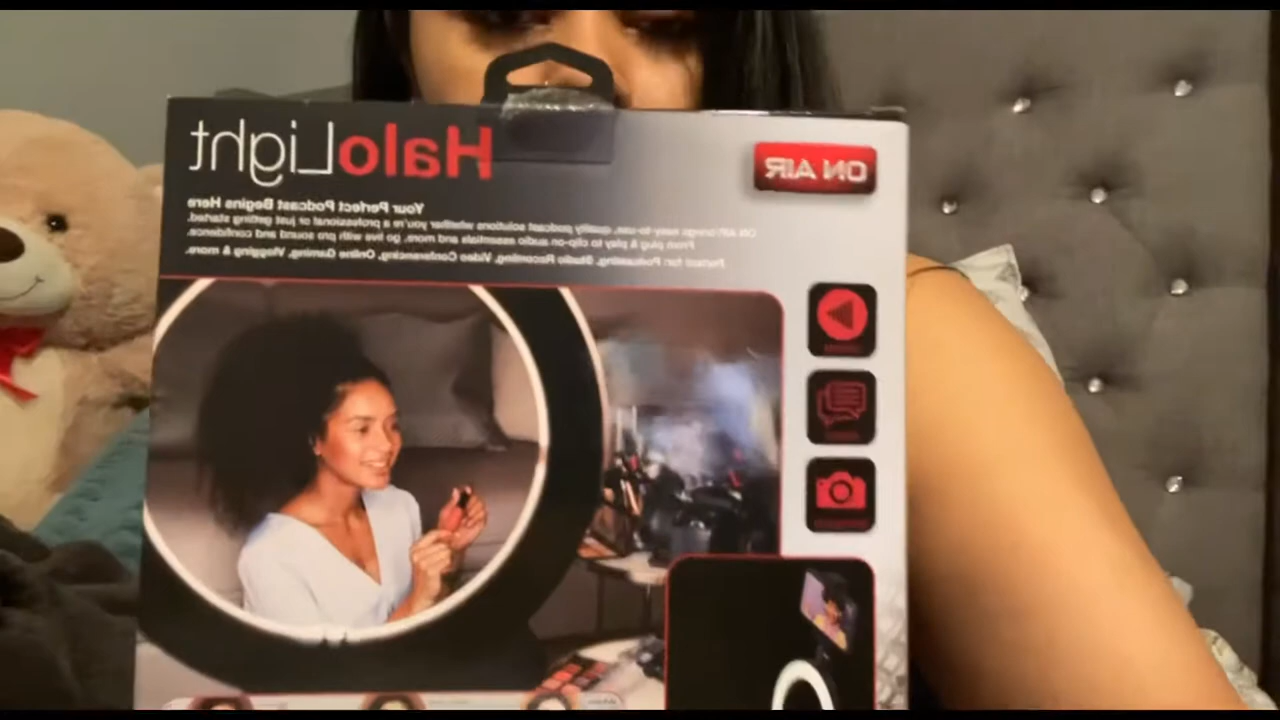 HaloLight
ON AIR
Your Perfect Podcast Begins Here
ON AIR brings easy-to-use, quality podcast solutions whether you're a professional or just getting started.
From plug & play to clip-on audio essentials and more, go live with pro sound and confidence.
Perfect for: Podcasting, Studio Recording, Video Conferencing, Online Gaming, Vlogging & more.